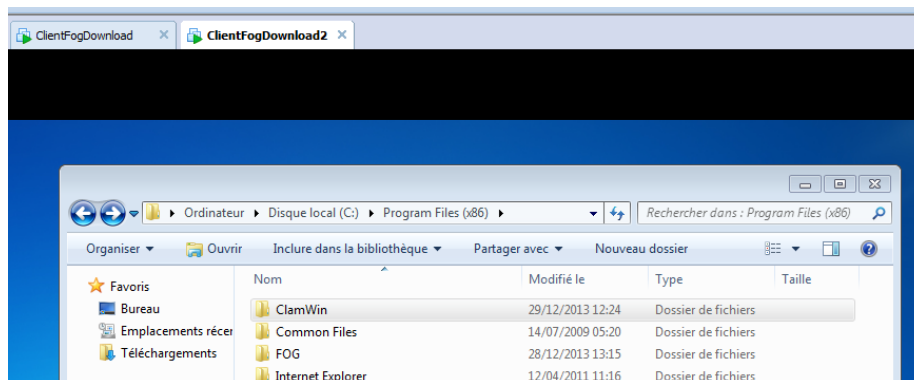 ClientFogDownload ClientFogDownload2
Ordinateur Disque local (C:) Program Files (x86) Rechercher dans : Program Files (x86)
Organiser Ouvrir Inclure dans la bibliothèque Partager avec Nouveau dossier
Favoris
Bureau
Emplacements récer
Téléchargements
Nom Modifié le Type Taille
ClamWin 29/12/2013 12:24 Dossier de fichiers
Common Files 14/07/2009 05:20 Dossier de fichiers
FOG 28/12/2013 13:15 Dossier de fichiers
Internet Explorer 12/04/2011 11:16 Dossier de fichiers